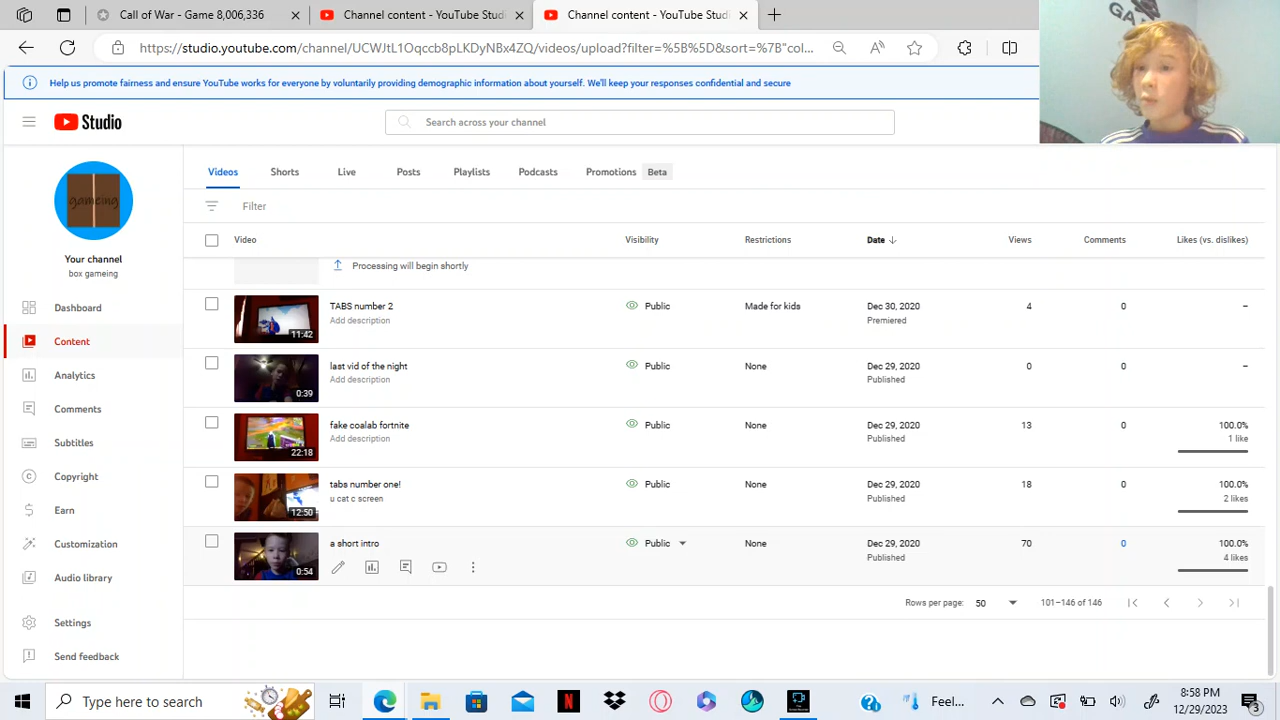 Channel content - YouTube Studi
Channel content - YouTube Studi
https://studio.youtube.com/channel/UCWJtL1Oqccb8pLKDyNBx4ZQ/videos/upload?filter=%5B%5D&sort=%7B"col...
Help us promote fairness and ensure YouTube works for everyone by voluntarily providing demographic information about yourself. We'll keep your responses confidential and secure
Studio
Search across your channel
Videos Shorts Live Posts Playlists Podcasts Promotions Beta
Filter
gameing
Video Visibility Restrictions Date Views Comments Likes (vs. dislikes)
Your channel
box gameing
Processing will begin shortly
Dashboard
Content
Analytics
Comments
Subtitles
Copyright
Earn
Customization
Audio library
Settings
Send feedback
TABS number 2 Public Made for kids Dec 30, 2020 4 0 –
Add description Premiered
11:42
last vid of the night Public None Dec 29, 2020 0 0 –
Add description Published
0:39
fake coalab fortnite Public None Dec 29, 2020 13 0 100.0%
Add description Published 1 like
22:18
tabs number one! Public None Dec 29, 2020 18 0 100.0%
u cat c screen Published 2 likes
12:50
a short intro Public None Dec 29, 2020 70 0 100.0%
Published 4 likes
0:54
Rows per page: 50 101–146 of 146
Type here to search
Feel...
8:58 PM
12/29/2023
3